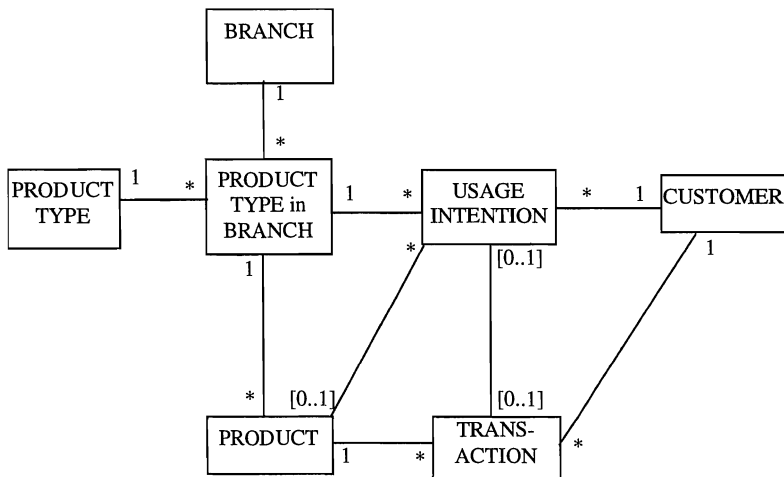 BRANCH
1
*
PRODUCT
TYPE
1
*
PRODUCT
TYPE in
BRANCH
1
*
USAGE
INTENTION
*
1
CUSTOMER
1
*
[0..1]
1
*
[0..1]
[0..1]
PRODUCT
1
*
TRANS-
ACTION
*